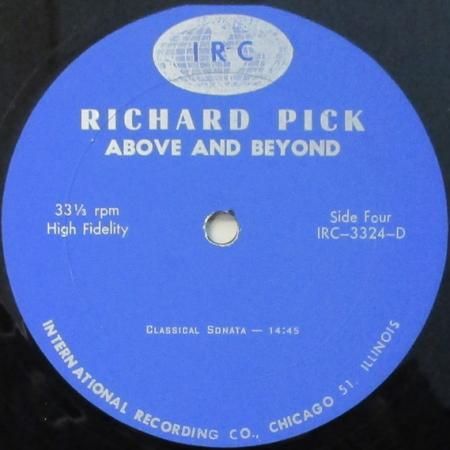 IRC
RICHARD PICK
ABOVE AND BEYOND
33⅓ rpm
High Fidelity
Side Four
IRC-3324-D
CLASSICAL SONATA — 14:45
INTERNATIONAL RECORDING CO., CHICAGO 51, ILLINOIS